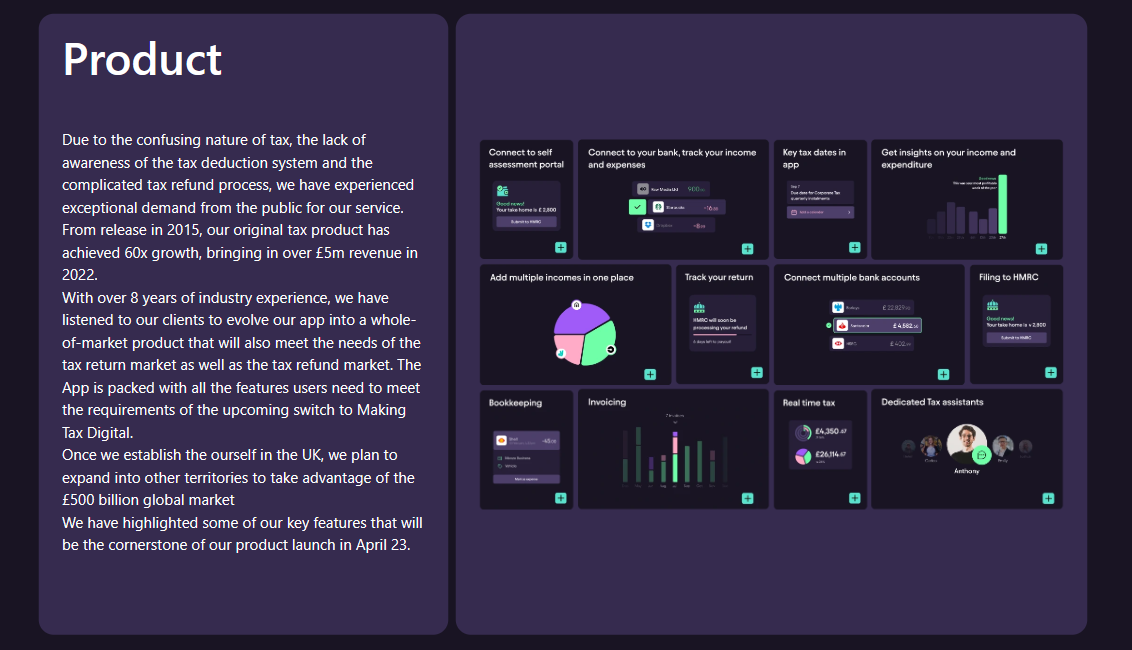 Product
Due to the confusing nature of tax, the lack of
awareness of the tax deduction system and the
complicated tax refund process, we have experienced
exceptional demand from the public for our service.
From release in 2015, our original tax product has
achieved 60x growth, bringing in over £5m revenue in
2022.
With over 8 years of industry experience, we have
listened to our clients to evolve our app into a whole-
of-market product that will also meet the needs of the
tax return market as well as the tax refund market. The
App is packed with all the features users need to meet
the requirements of the upcoming switch to Making
Tax Digital.
Once we establish the ourself in the UK, we plan to
expand into other territories to take advantage of the
£500 billion global market
We have highlighted some of our key features that will
be the cornerstone of our product launch in April 23.
Connect to self
assessment portal
Good news!
Your take home is £ 2,800
Submit to HMRC
Connect to your bank, track your income
and expenses
Key tax dates in
app
Due date for Corporate Tax
quarterly instalments
Get insights on your income and
expenditure
Add multiple incomes in one place
Track your return
HMRC will soon be
processing your refund
Connect multiple bank accounts
£ 22,829
£ 4,582
£ 402
Filing to HMRC
Good news!
Your take home is + 2,800
Submit to HMRC
Bookkeeping
Invoicing
Real time tax
£4,350.67
£26,114.67
Dedicated Tax assistants
Anthony